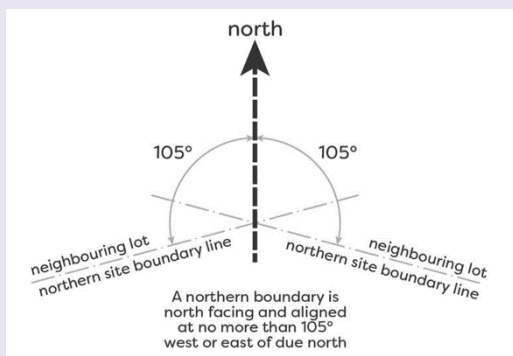 north
105°
105°
neighbouring lot
northern site boundary line
neighbouring lot
northern site boundary line
A northern boundary is
north facing and aligned
at no more than 105°
west or east of due north